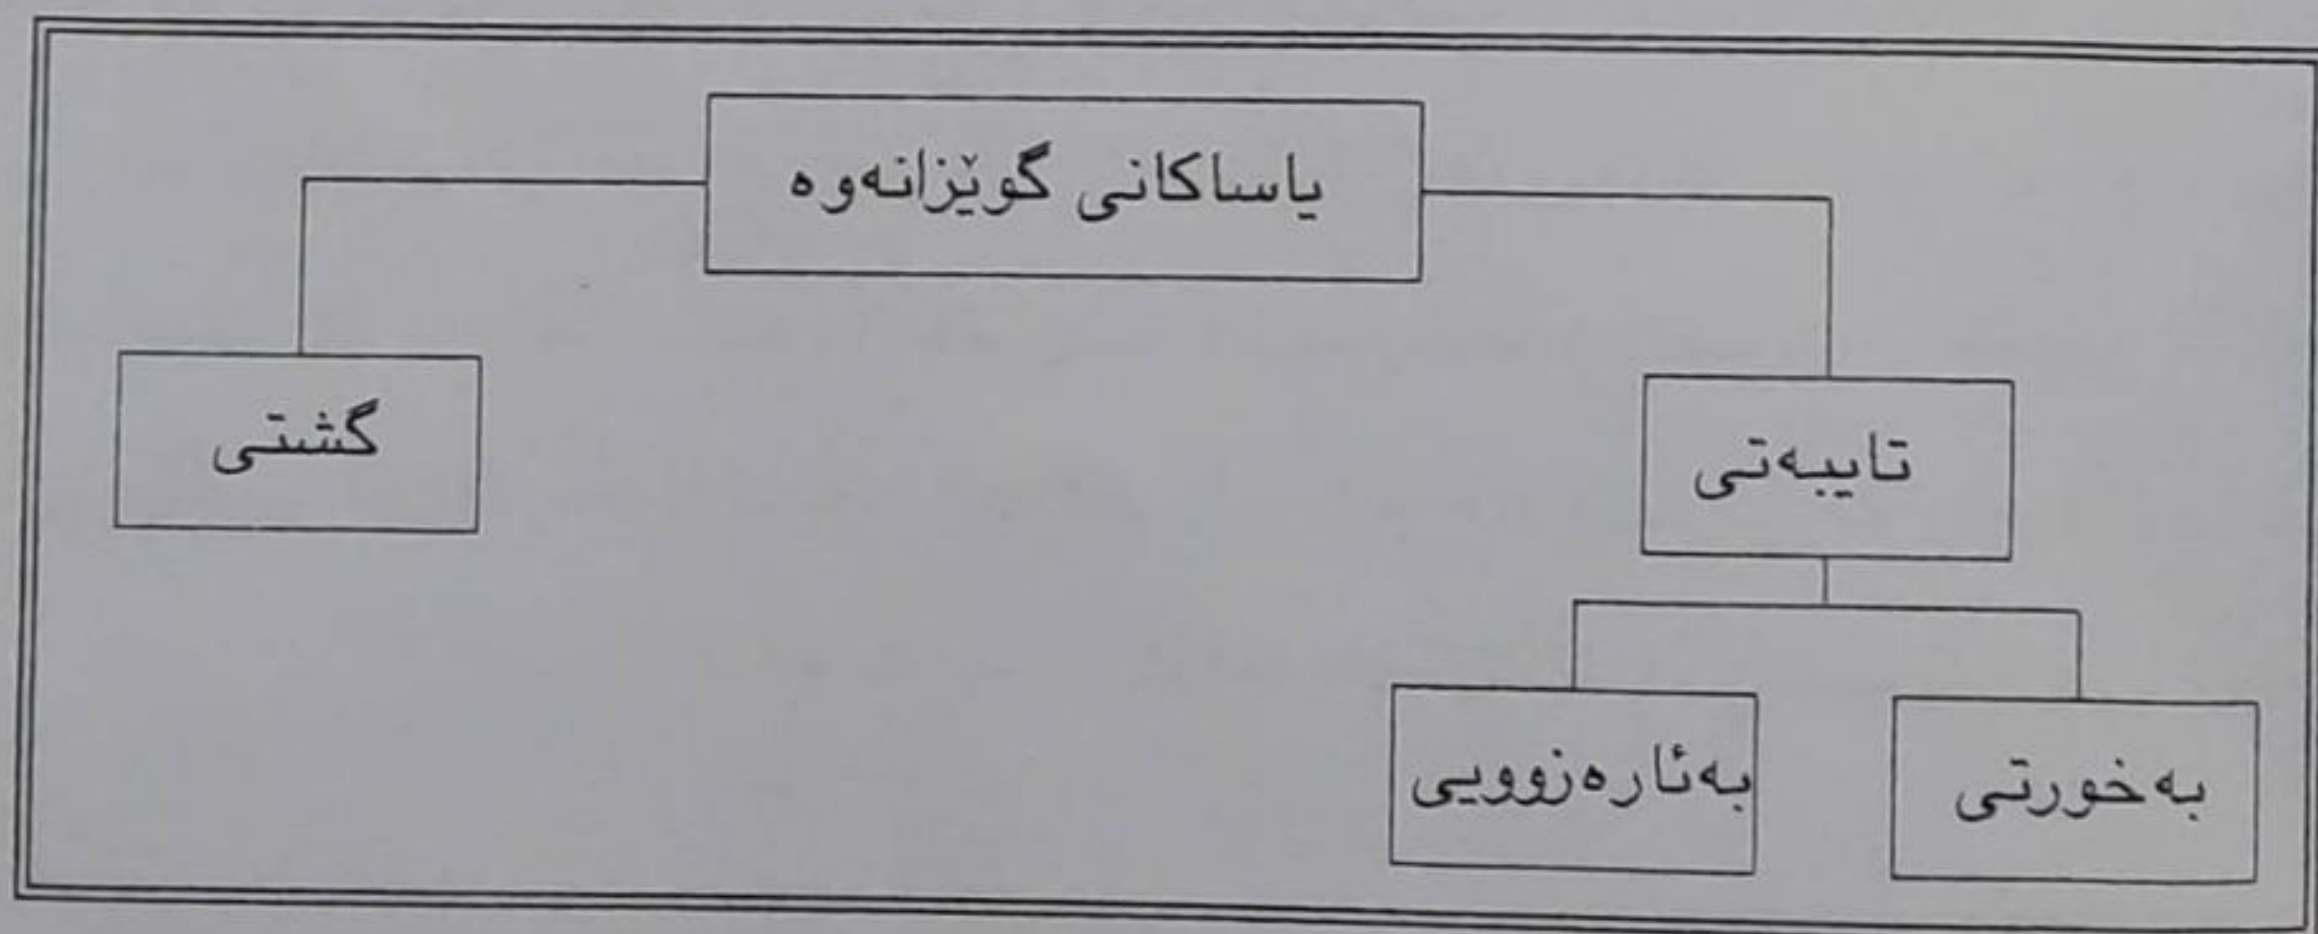 یاساکانی گوێزانەوە
تایبەتی
گشتی
بەخورتی
بەئارەزوویی